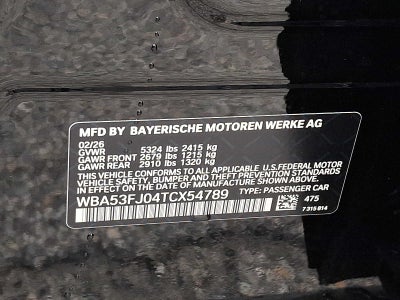 MFD BY BAYERISCHE MOTOREN WERKE AG
02/26
GVWR 5324 lbs 2415 kg
GAWR FRONT 2679 lbs 1215 kg
GAWR REAR 2910 lbs 1320 kg
THIS VEHICLE CONFORMS TO ALL APPLICABLE U.S. FEDERAL MOTOR
VEHICLE SAFETY, BUMPER AND THEFT PREVENTION STANDARDS
IN EFFECT ON THE DATE OF MANUFACTURE SHOWN ABOVE.
WBA53FJ04TCX54789 TYPE: PASSENGER CAR
475
7 315 814